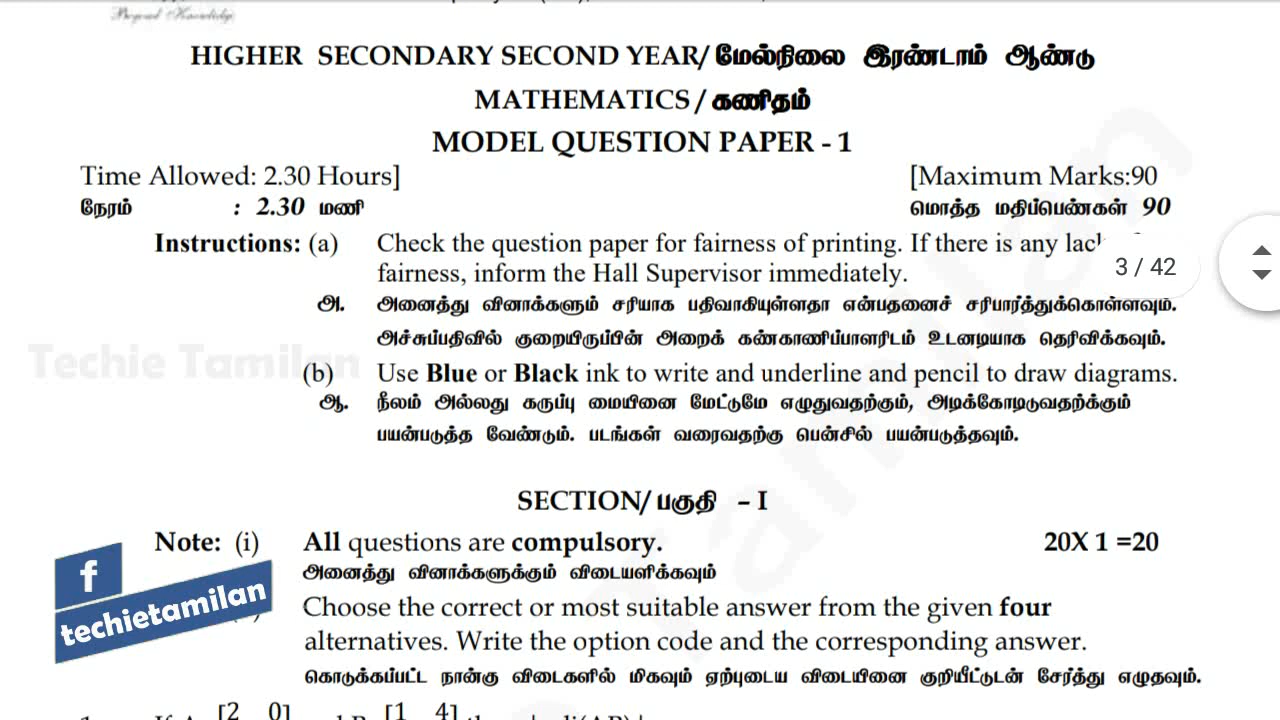 Beyond Knowledge
HIGHER SECONDARY SECOND YEAR/ மேல்நிலை இரண்டாம் ஆண்டு
MATHEMATICS / கணிதம்
MODEL QUESTION PAPER - 1
Time Allowed: 2.30 Hours] [Maximum Marks:90
நேரம் : 2.30 மணி மொத்த மதிப்பெண்கள் 90
Instructions: (a) Check the question paper for fairness of printing. If there is any lack
fairness, inform the Hall Supervisor immediately.
3 / 42
அ. அனைத்து வினாக்களும் சரியாக பதிவாகியுள்ளதா என்பதனைச் சரிபார்த்துக்கொள்ளவும்.
அச்சுப்பதிவில் குறையிருப்பின் அறைக் கண்காணிப்பாளரிடம் உடனடியாக தெரிவிக்கவும்.
Techie Tamilan
(b) Use Blue or Black ink to write and underline and pencil to draw diagrams.
ஆ. நீலம் அல்லது கருப்பு மையினை மேட்டுமே எழுதுவதற்கும், அடிக்கோடிடுவதற்க்கும்
பயன்படுத்த வேண்டும். படங்கள் வரைவதற்கு பென்சில் பயன்படுத்தவும்.
SECTION/ பகுதி – I
Note: (i) All questions are compulsory. 20X 1 =20
அனைத்து வினாக்களுக்கும் விடையளிக்கவும்
f
techietamilan
Choose the correct or most suitable answer from the given four
alternatives. Write the option code and the corresponding answer.
கொடுக்கப்பட்ட நான்கு விடைகளில் மிகவும் ஏற்புடைய விடையினை குறியீட்டுடன் சேர்த்து எழுதவும்.
[2 0] [1 4]